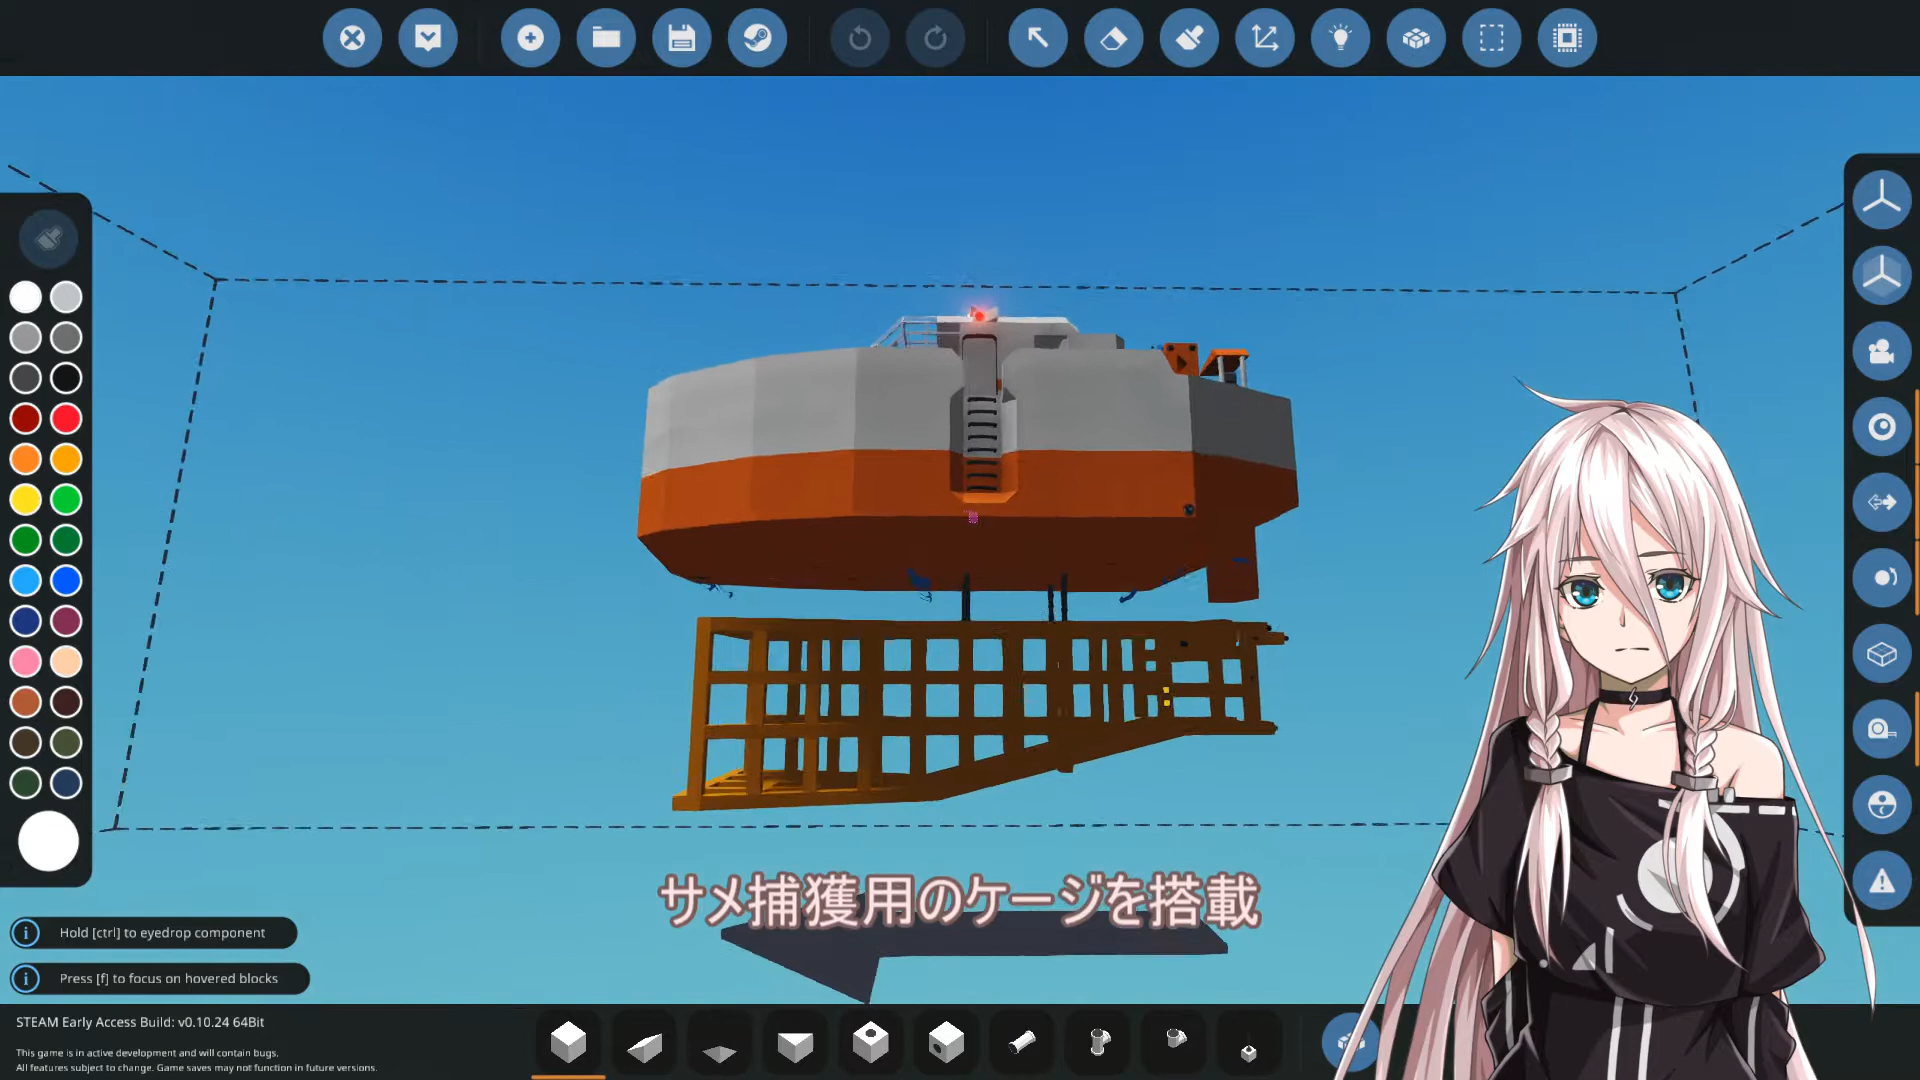 サメ捕獲用のケージを搭載
Hold [ctrl] to eyedrop component
Press [f] to focus on hovered blocks
STEAM Early Access Build: v0.10.24 64Bit
This game is in active development and will contain bugs.
All features subject to change. Game saves may not function in future versions.